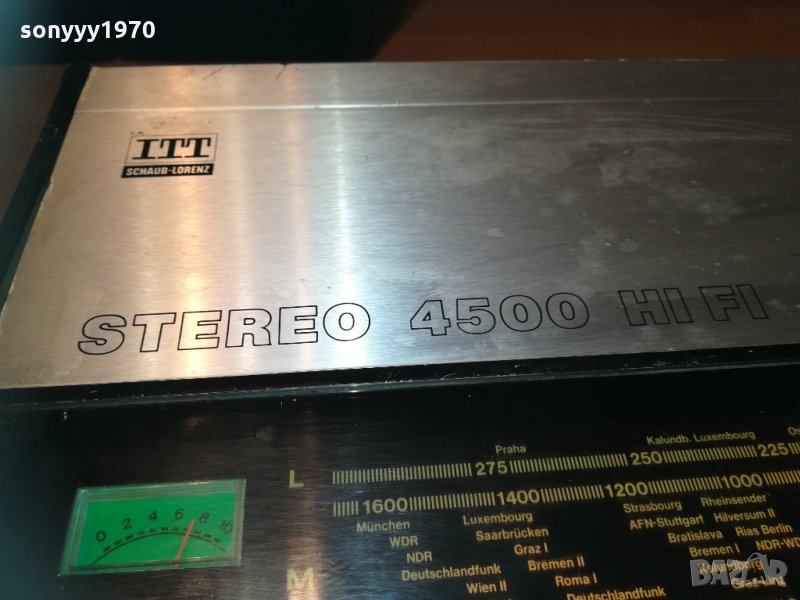 sonyyy1970
ITT
SCHAUB-LORENZ
STEREO 4500 HI FI
Praha Kalundb. Luxembourg
L 275 250 225
1600 1400 1200 1000
0 2 4 6 8 10
München Luxembourg Strasbourg Rheinsender
WDR Saarbrücken AFN-Stuttgart Hilversum II
NDR Graz I Bratislava Rias Berlin
Deutschlandfunk Bremen II Bremen I
M Wien II Roma I Kalundborg
Deutschlandfunk
BAZAR